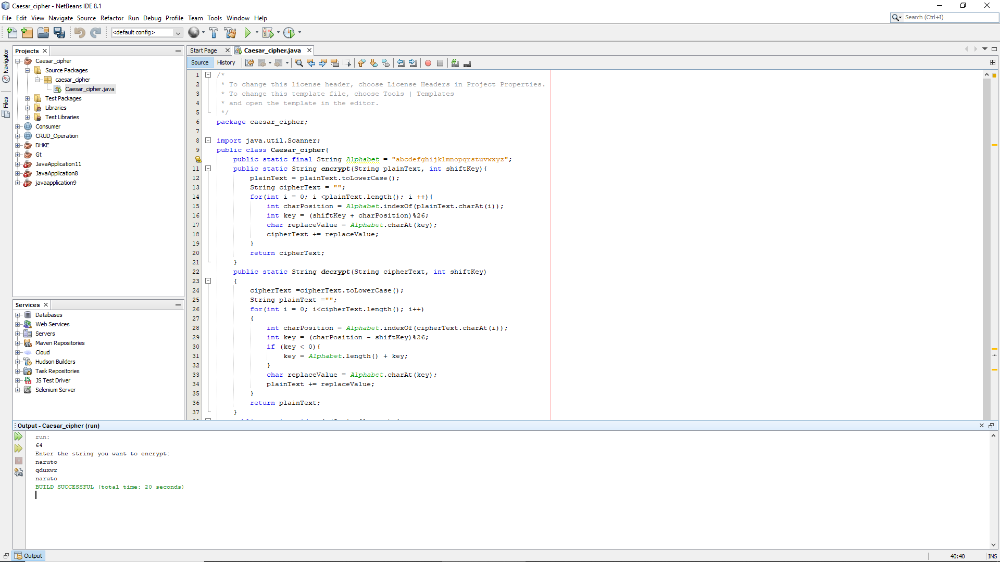 Caesar_cipher - NetBeans IDE 8.1
File Edit View Navigate Source Refactor Run Debug Profile Team Tools Window Help
Search (Ctrl+I)
<default config>
Navigator
Files
Projects
Caesar_cipher
Source Packages
caesar_cipher
Caesar_cipher.java
Test Packages
Libraries
Test Libraries
Consumer
CRUD_Operation
DHKE
Gt
JavaApplication11
JavaApplication8
javaapplication9
Services
Databases
Web Services
Servers
Maven Repositories
Cloud
Hudson Builders
Task Repositories
JS Test Driver
Selenium Server
Start Page Caesar_cipher.java
Source History
1 /*
2 * To change this license header, choose License Headers in Project Properties.
3 * To change this template file, choose Tools | Templates
4 * and open the template in the editor.
5 */
6 package caesar_cipher;
7
8 import java.util.Scanner;
9 public class Caesar_cipher{
public static final String Alphabet = "abcdefghijklmnopqrstuvwxyz";
11 public static String encrypt(String plainText, int shiftKey){
12 plainText = plainText.toLowerCase();
13 String cipherText = "";
14 for(int i = 0; i <plainText.length(); i ++){
15 int charPosition = Alphabet.indexOf(plainText.charAt(i));
16 int key = (shiftKey + charPosition)%26;
17 char replaceValue = Alphabet.charAt(key);
18 cipherText += replaceValue;
19 }
20 return cipherText;
21 }
22 public static String decrypt(String cipherText, int shiftKey)
23 {
24 cipherText =cipherText.toLowerCase();
25 String plainText ="";
26 for(int i = 0; i<cipherText.length(); i++)
27 {
28 int charPosition = Alphabet.indexOf(cipherText.charAt(i));
29 int key = (charPosition - shiftKey)%26;
30 if (key < 0){
31 key = Alphabet.length() + key;
32 }
33 char replaceValue = Alphabet.charAt(key);
34 plainText += replaceValue;
35 }
36 return plainText;
37 }
Output - Caesar_cipher (run)
run:
64
Enter the string you want to encrypt:
naruto
qduxwr
naruto
BUILD SUCCESSFUL (total time: 20 seconds)
Output
40:40 INS